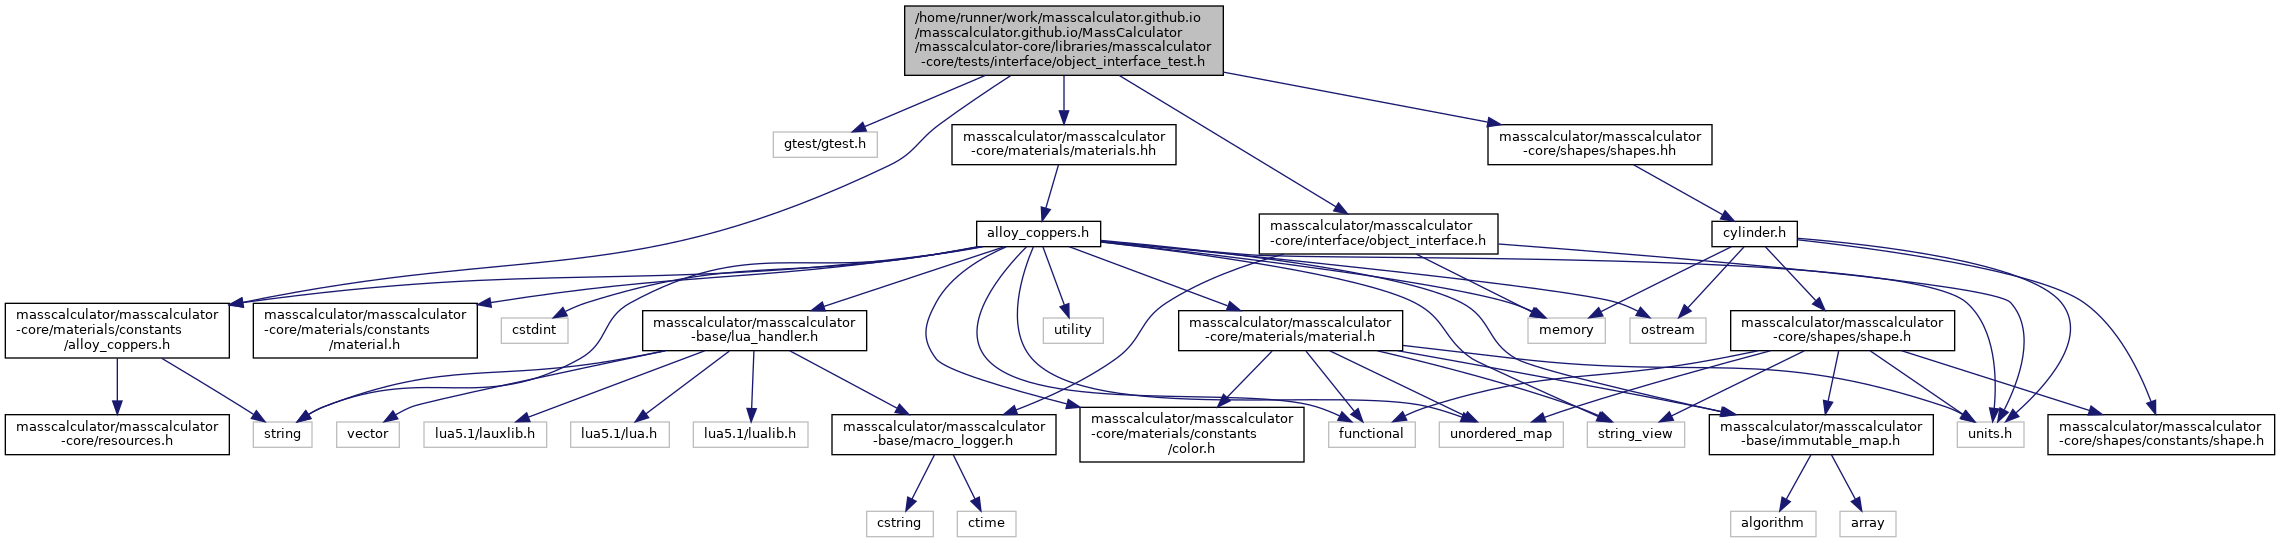 /home/runner/work/masscalculator.github.io
/masscalculator.github.io/MassCalculator
/masscalculator-core/libraries/masscalculator
-core/tests/interface/object_interface_test.h
gtest/gtest.h
masscalculator/masscalculator
-core/materials/materials.hh
masscalculator/masscalculator
-core/shapes/shapes.hh
alloy_coppers.h
masscalculator/masscalculator
-core/interface/object_interface.h
cylinder.h
masscalculator/masscalculator
-core/materials/constants
/alloy_coppers.h
masscalculator/masscalculator
-core/materials/constants
/material.h
cstdint
masscalculator/masscalculator
-base/lua_handler.h
utility
masscalculator/masscalculator
-core/materials/material.h
memory
ostream
masscalculator/masscalculator
-core/shapes/shape.h
masscalculator/masscalculator
-core/resources.h
string
vector
lua5.1/lauxlib.h
lua5.1/lua.h
lua5.1/lualib.h
masscalculator/masscalculator
-base/macro_logger.h
masscalculator/masscalculator
-core/materials/constants
/color.h
functional
unordered_map
string_view
masscalculator/masscalculator
-base/immutable_map.h
units.h
masscalculator/masscalculator
-core/shapes/constants/shape.h
cstring
ctime
algorithm
array